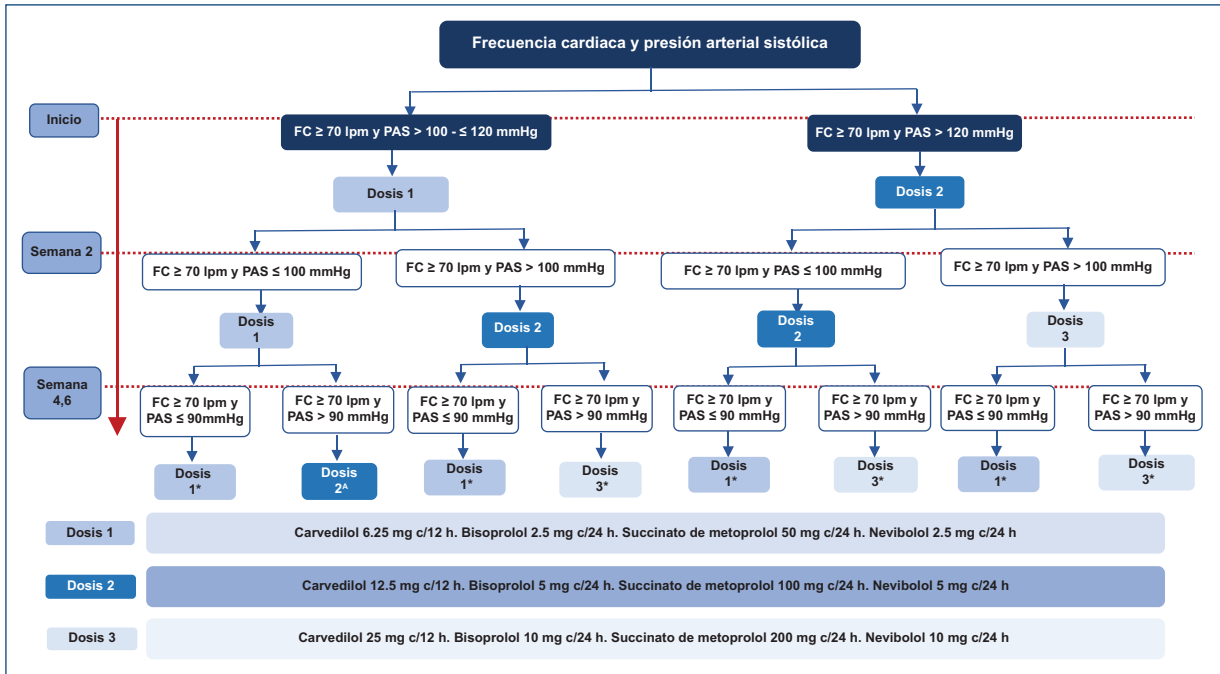 Frecuencia cardiaca y presión arterial sistólica
Inicio
FC ≥ 70 lpm y PAS > 100 - ≤ 120 mmHg
FC ≥ 70 lpm y PAS > 120 mmHg
Dosis 1
Dosis 2
Semana 2
FC ≥ 70 lpm y PAS ≤ 100 mmHg
FC ≥ 70 lpm y PAS > 100 mmHg
FC ≥ 70 lpm y PAS ≤ 100 mmHg
FC ≥ 70 lpm y PAS > 100 mmHg
Dosis
1
Dosis 2
Dosis
2
Dosis
3
Semana
4,6
FC ≥ 70 lpm y
PAS ≤ 90mmHg
FC ≥ 70 lpm y
PAS > 90 mmHg
FC ≥ 70 lpm y
PAS ≤ 90 mmHg
FC ≥ 70 lpm y
PAS > 90 mmHg
FC ≥ 70 lpm y
PAS ≤ 90 mmHg
FC ≥ 70 lpm y
PAS > 90 mmHg
FC ≥ 70 lpm y
PAS ≤ 90 mmHg
FC ≥ 70 lpm y
PAS > 90 mmHg
Dosis
1*
Dosis
2ᴬ
Dosis
1*
Dosis
3*
Dosis
1*
Dosis
3*
Dosis
1*
Dosis
3*
Dosis 1
Carvedilol 6.25 mg c/12 h. Bisoprolol 2.5 mg c/24 h. Succinato de metoprolol 50 mg c/24 h. Nevibolol 2.5 mg c/24 h
Dosis 2
Carvedilol 12.5 mg c/12 h. Bisoprolol 5 mg c/24 h. Succinato de metoprolol 100 mg c/24 h. Nevibolol 5 mg c/24 h
Dosis 3
Carvedilol 25 mg c/12 h. Bisoprolol 10 mg c/24 h. Succinato de metoprolol 200 mg c/24 h. Nevibolol 10 mg c/24 h